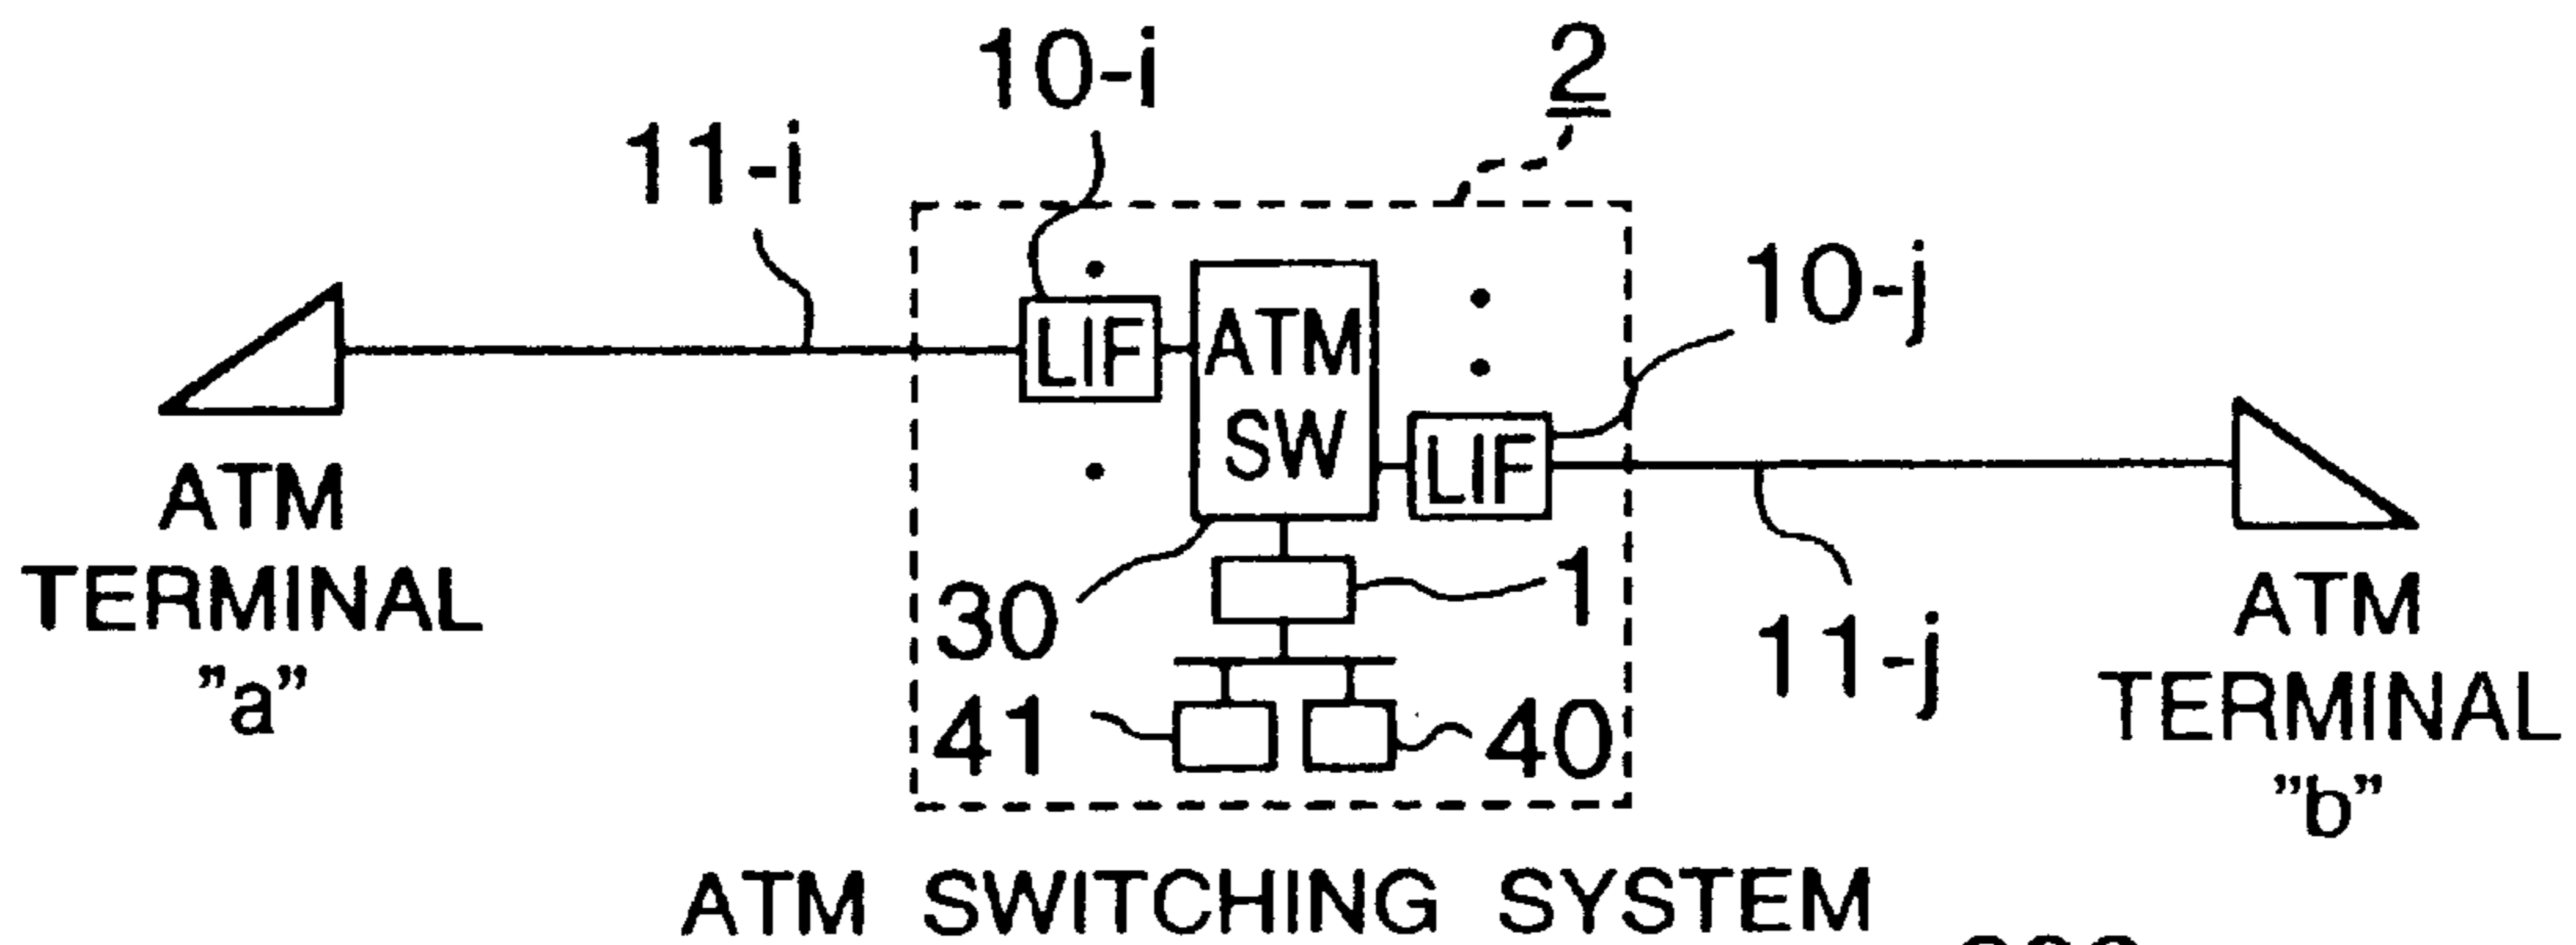 10-i
2
11-i
10-j
LIF
ATM
SW
LIF
ATM
TERMINAL
"a"
30
1
11-j
ATM
TERMINAL
"b"
41
40
ATM SWITCHING SYSTEM